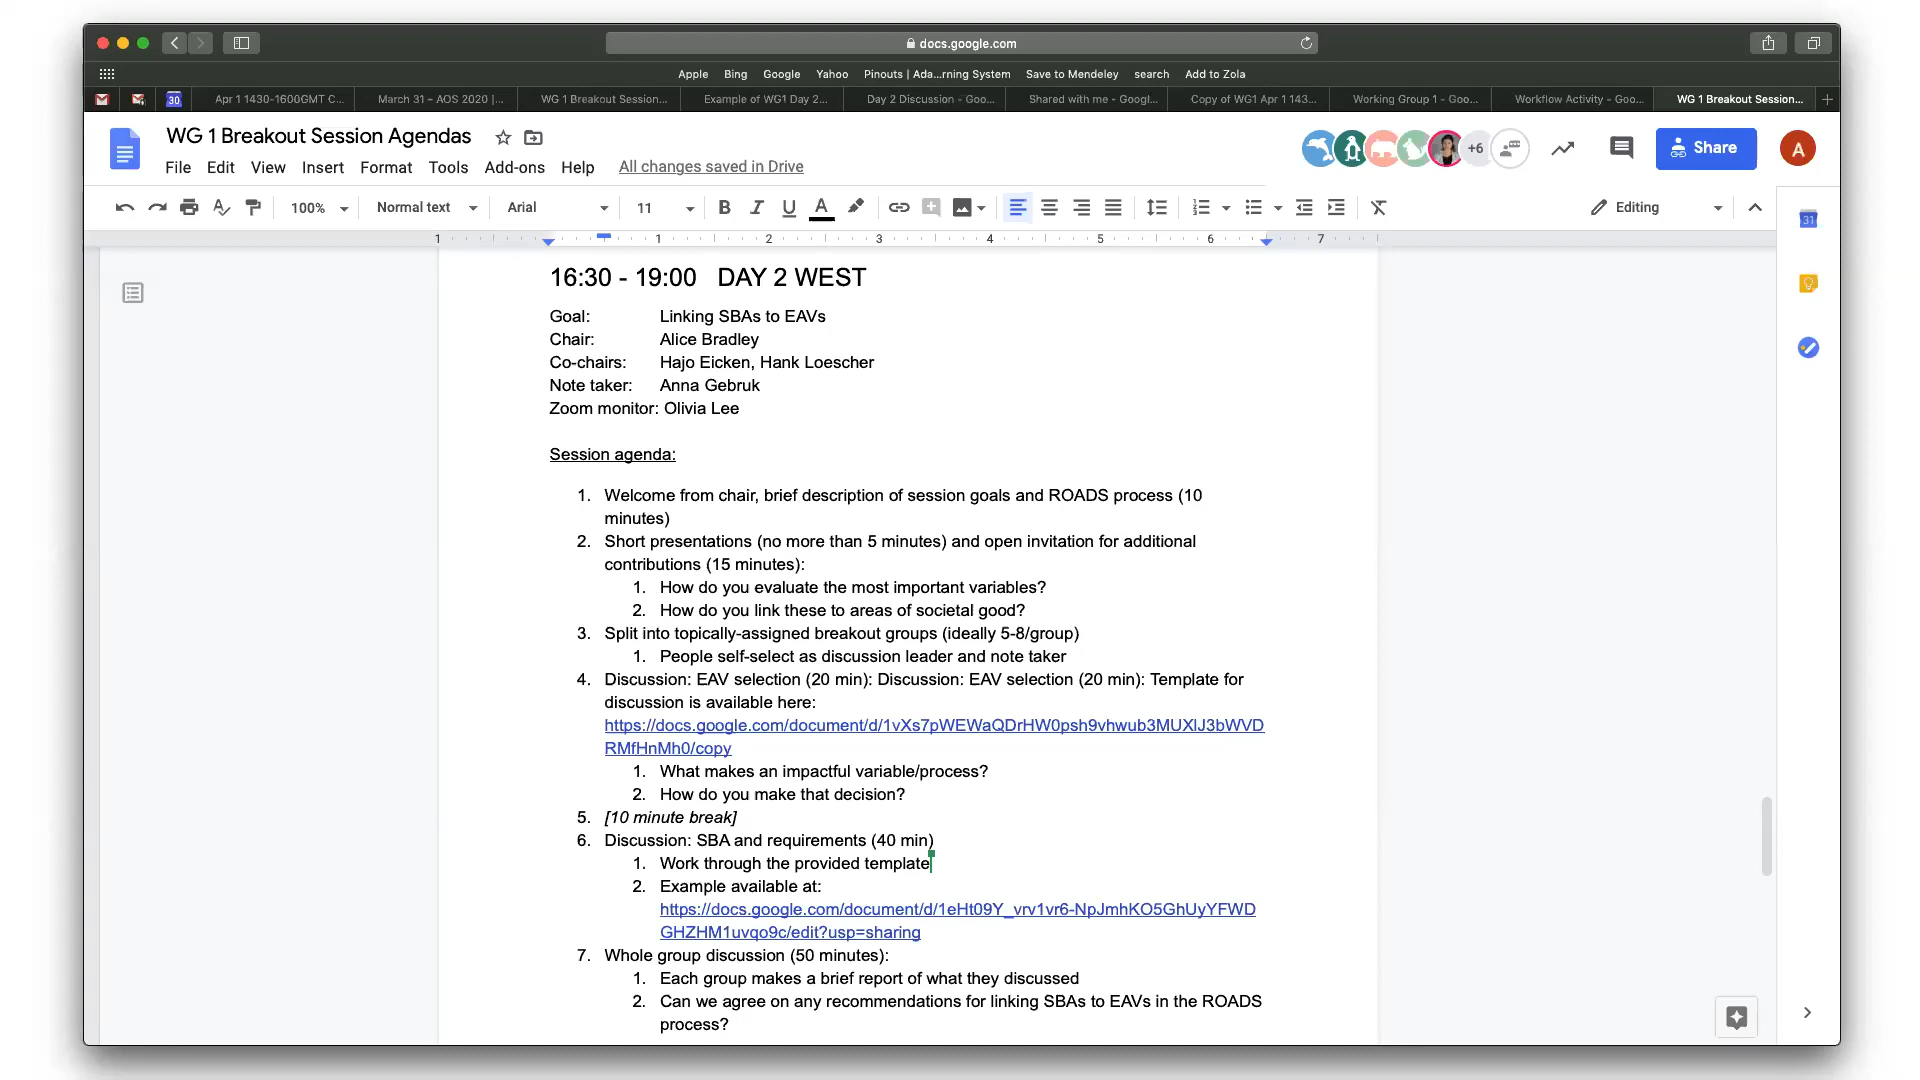 docs.google.com
Apple Bing Google Yahoo Pinouts | Ada...rning System Save to Mendeley search Add to Zola
30 Apr 1 1430-1600GMT C... March 31 – AOS 2020 |... WG 1 Breakout Session... Example of WG1 Day 2... Day 2 Discussion - Goo... Shared with me - Googl... Copy of WG1 Apr 1 143... Working Group 1 - Goo... Workflow Activity - Goo... WG 1 Breakout Session...
WG 1 Breakout Session Agendas
+6 Share A
File Edit View Insert Format Tools Add-ons Help All changes saved in Drive
100% Normal text Arial 11 B I U A Editing
1 1 2 3 4 5 6 7
31
16:30 - 19:00 DAY 2 WEST
Goal: Linking SBAs to EAVs
Chair: Alice Bradley
Co-chairs: Hajo Eicken, Hank Loescher
Note taker: Anna Gebruk
Zoom monitor: Olivia Lee
Session agenda:
1. Welcome from chair, brief description of session goals and ROADS process (10
minutes)
2. Short presentations (no more than 5 minutes) and open invitation for additional
contributions (15 minutes):
1. How do you evaluate the most important variables?
2. How do you link these to areas of societal good?
3. Split into topically-assigned breakout groups (ideally 5-8/group)
1. People self-select as discussion leader and note taker
4. Discussion: EAV selection (20 min): Discussion: EAV selection (20 min): Template for
discussion is available here:
https://docs.google.com/document/d/1vXs7pWEWaQDrHW0psh9vhwub3MUXlJ3bWVD
RMfHnMh0/copy
1. What makes an impactful variable/process?
2. How do you make that decision?
5. [10 minute break]
6. Discussion: SBA and requirements (40 min)
1. Work through the provided template
2. Example available at:
https://docs.google.com/document/d/1eHt09Y_vrv1vr6-NpJmhKO5GhUyYFWD
GHZHM1uvqo9c/edit?usp=sharing
7. Whole group discussion (50 minutes):
1. Each group makes a brief report of what they discussed
2. Can we agree on any recommendations for linking SBAs to EAVs in the ROADS
process?